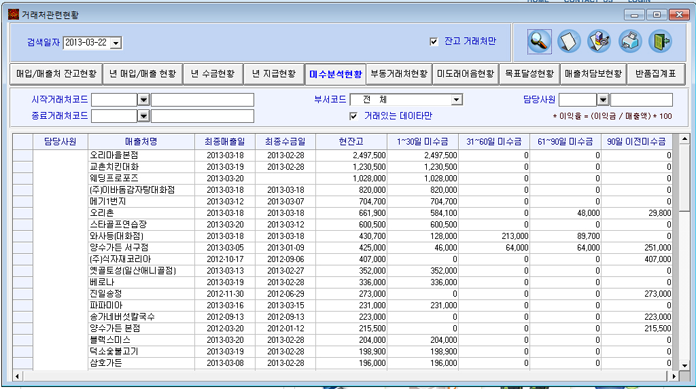 HOME CONTACT US LOGIN
거래처관련현황
검색일자 2013-03-22 잔고 거래처만
매입/매출처 잔고현황 년 매입/매출 현황 년 수금현황 년 지급현황 미수분석현황 부동거래처현황 미도래어음현황 목표달성현황 매출처담보현황 반품집계표
시작거래처코드 부서코드 전 체 담당사원
종료거래처코드 거래있는 데이타만 * 이익율 = (이익금 / 매출액) * 100
담당사원 매출처명 최종매출일 최종수금일 현잔고 1~30일 미수금 31~60일 미수금 61~90일 미수금 90일 이전미수금
오리마을본점 2013-03-18 2013-02-28 2,497,500 2,497,500 0 0 0
교촌치킨대화 2013-03-19 2013-02-28 1,230,500 1,230,500 0 0 0
웨딩프로포즈 2013-03-20 1,028,000 1,028,000 0 0 0
(주)이바돔감자탕대화점 2013-03-18 2013-03-18 820,000 820,000 0 0 0
메기1번지 2013-03-12 2013-03-07 704,700 704,700 0 0 0
오리촌 2013-03-18 2013-03-18 661,900 584,100 0 48,000 29,800
스타골프연습장 2013-03-20 2013-03-12 600,500 600,500 0 0 0
와사등(대화점) 2013-03-18 2013-03-18 430,700 128,000 213,000 89,700 0
양수가든 서구점 2013-03-05 2013-01-09 425,000 46,000 64,000 64,000 251,000
(주)식자재코리아 2012-10-17 2012-09-06 407,000 0 0 0 407,000
옛골토성(일산애니골점) 2013-03-13 2013-02-27 352,000 352,000 0 0 0
베로나 2013-03-19 2013-02-28 336,000 336,000 0 0 0
진일송정 2012-11-30 2012-06-29 273,000 0 0 0 273,000
파파미아 2013-03-16 2013-03-15 231,000 231,000 0 0 0
송가네버섯칼국수 2012-09-13 2012-09-13 223,000 0 0 0 223,000
양수가든 본점 2012-03-20 2012-01-12 215,500 0 0 0 215,500
블랙스미스 2013-03-20 2013-02-28 204,000 204,000 0 0 0
덕소숯불고기 2013-03-19 2013-02-28 198,900 198,900 0 0 0
삼호가든 2013-03-08 2013-02-28 196,000 196,000 0 0 0